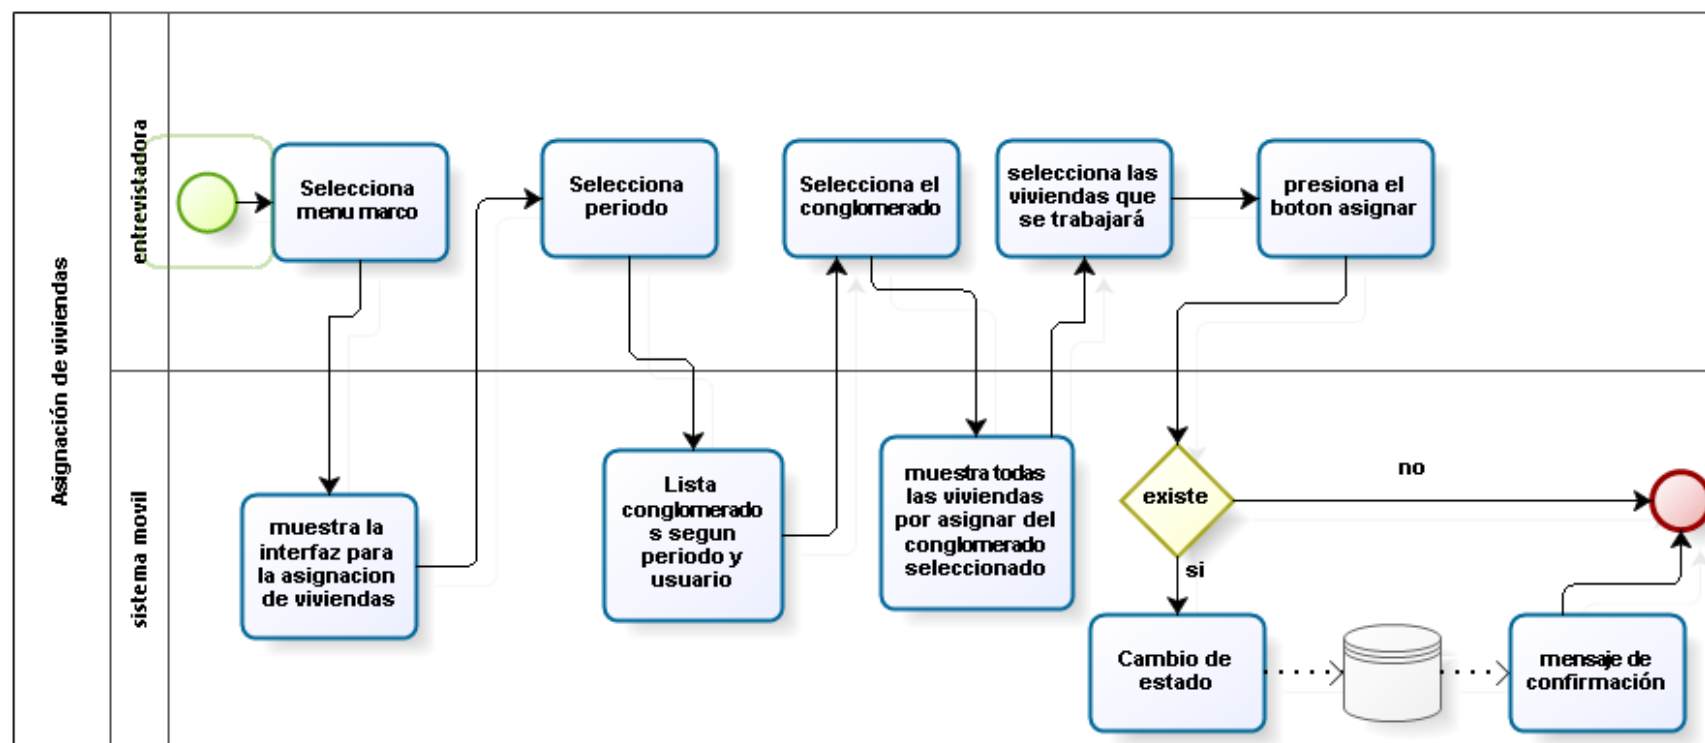 Asignación de viviendas
entrevistadora
Selecciona
menu marco
Selecciona
periodo
Selecciona el
conglomerado
selecciona las
viviendas que
se trabajará
presiona el
boton asignar
sistema movil
muestra la
interfaz para
la asignacion
de viviendas
Lista
conglomerado
s segun
periodo y
usuario
muestra todas
las viviendas
por asignar del
conglomerado
seleccionado
existe
no
si
Cambio de
estado
mensaje de
confirmación